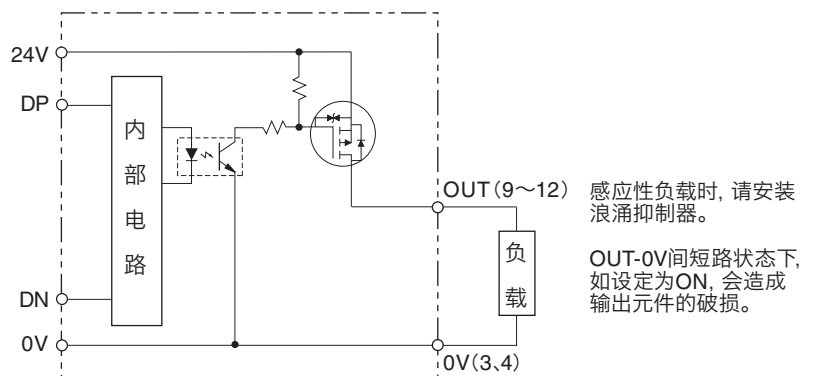 24V
DP
内部电路
DN
0V
OUT(9～12)
负载
0V(3、4)
感应性负载时, 请安装
浪涌抑制器。
OUT-0V间短路状态下,
如设定为ON, 会造成
输出元件的破损。